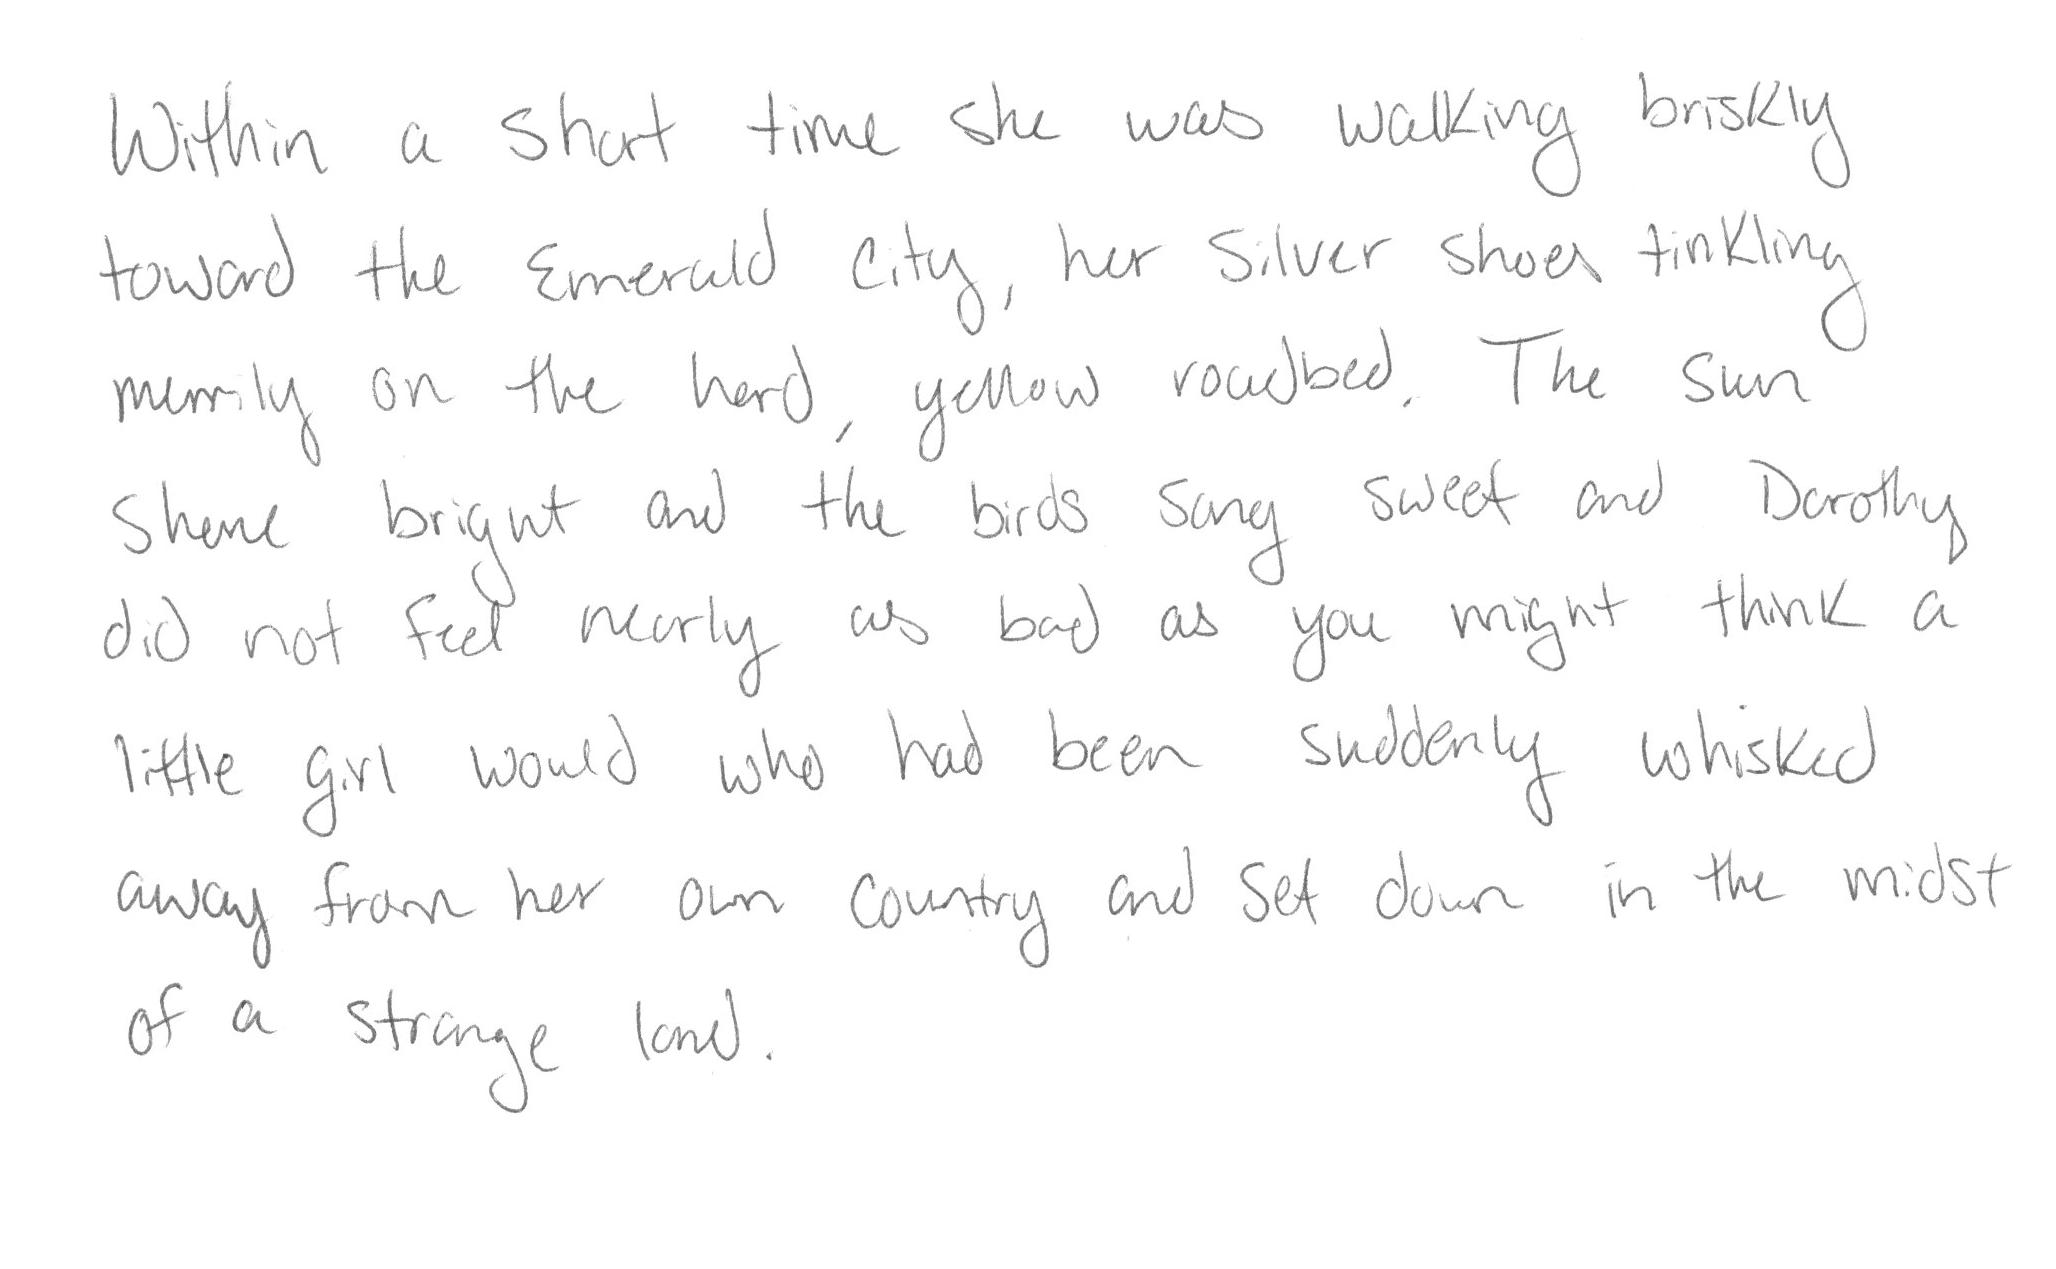 Within a short time she was walking briskly
toward the Emerald City, her Silver Shoes tinkling
merrily on the hard, yellow roadbed. The sun
shone bright and the birds sang sweet and Dorothy
did not feel nearly as bad as you might think a
little girl would who had been suddenly whisked
away from her own country and set down in the midst
of a strange land.